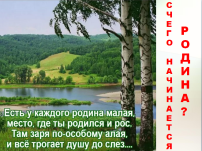 С ЧЕГО НАЧИНАЕТСЯ
РОДИНА?
Есть у каждого родина малая,
место, где ты родился и рос.
Там заря по-особому алая,
и всё трогает душу до слез....